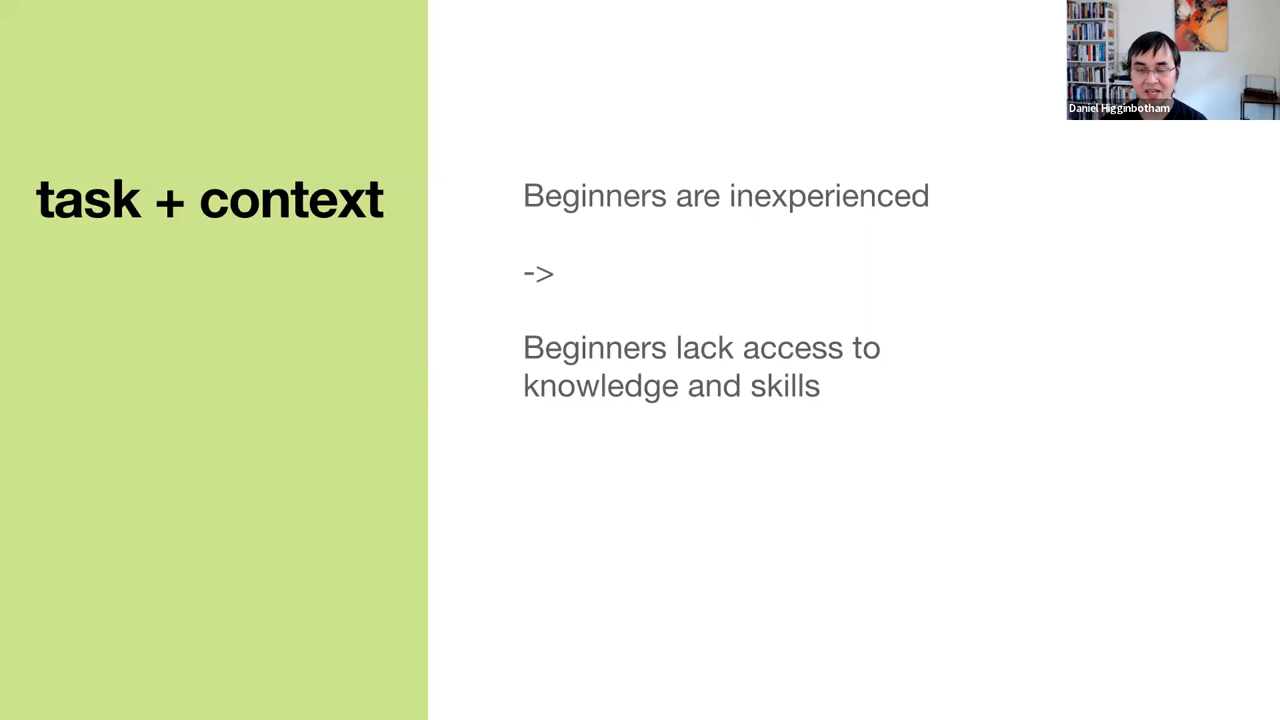 task + context
Beginners are inexperienced
->
Beginners lack access to
knowledge and skills
Daniel Higginbotham